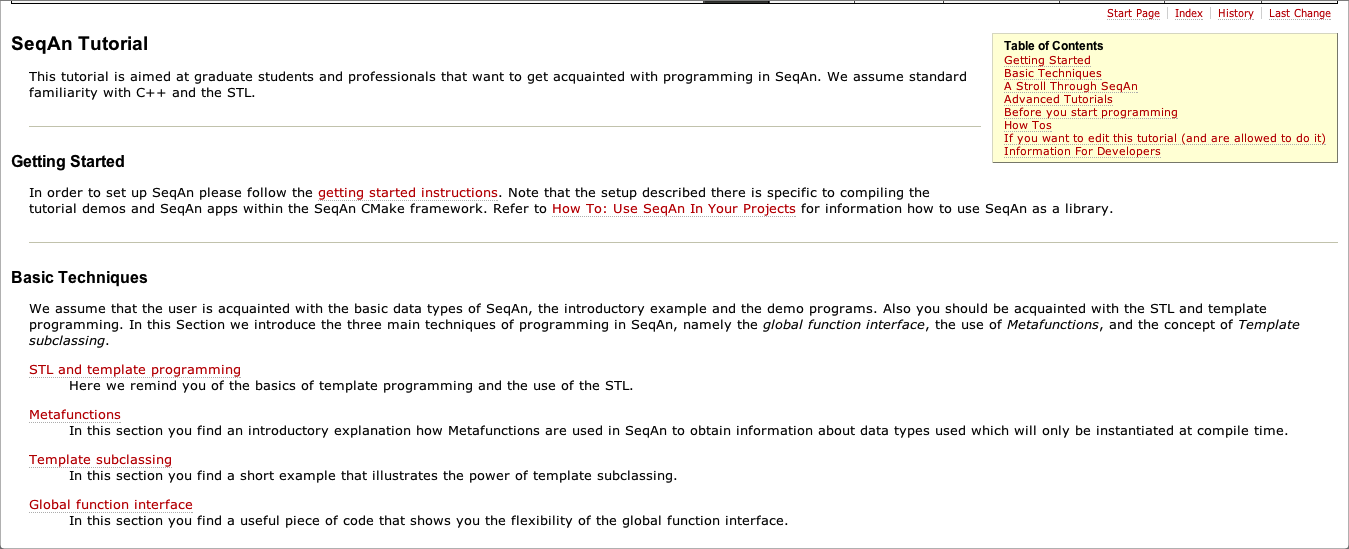 Start Page Index History Last Change
SeqAn Tutorial
This tutorial is aimed at graduate students and professionals that want to get acquainted with programming in SeqAn. We assume standard
familiarity with C++ and the STL.
Table of Contents
Getting Started
Basic Techniques
A Stroll Through SeqAn
Advanced Tutorials
Before you start programming
How Tos
If you want to edit this tutorial (and are allowed to do it)
Information For Developers
Getting Started
In order to set up SeqAn please follow the getting started instructions. Note that the setup described there is specific to compiling the
tutorial demos and SeqAn apps within the SeqAn CMake framework. Refer to How To: Use SeqAn In Your Projects for information how to use SeqAn as a library.
Basic Techniques
We assume that the user is acquainted with the basic data types of SeqAn, the introductory example and the demo programs. Also you should be acquainted with the STL and template
programming. In this Section we introduce the three main techniques of programming in SeqAn, namely the global function interface, the use of Metafunctions, and the concept of Template
subclassing.
STL and template programming
Here we remind you of the basics of template programming and the use of the STL.
Metafunctions
In this section you find an introductory explanation how Metafunctions are used in SeqAn to obtain information about data types used which will only be instantiated at compile time.
Template subclassing
In this section you find a short example that illustrates the power of template subclassing.
Global function interface
In this section you find a useful piece of code that shows you the flexibility of the global function interface.